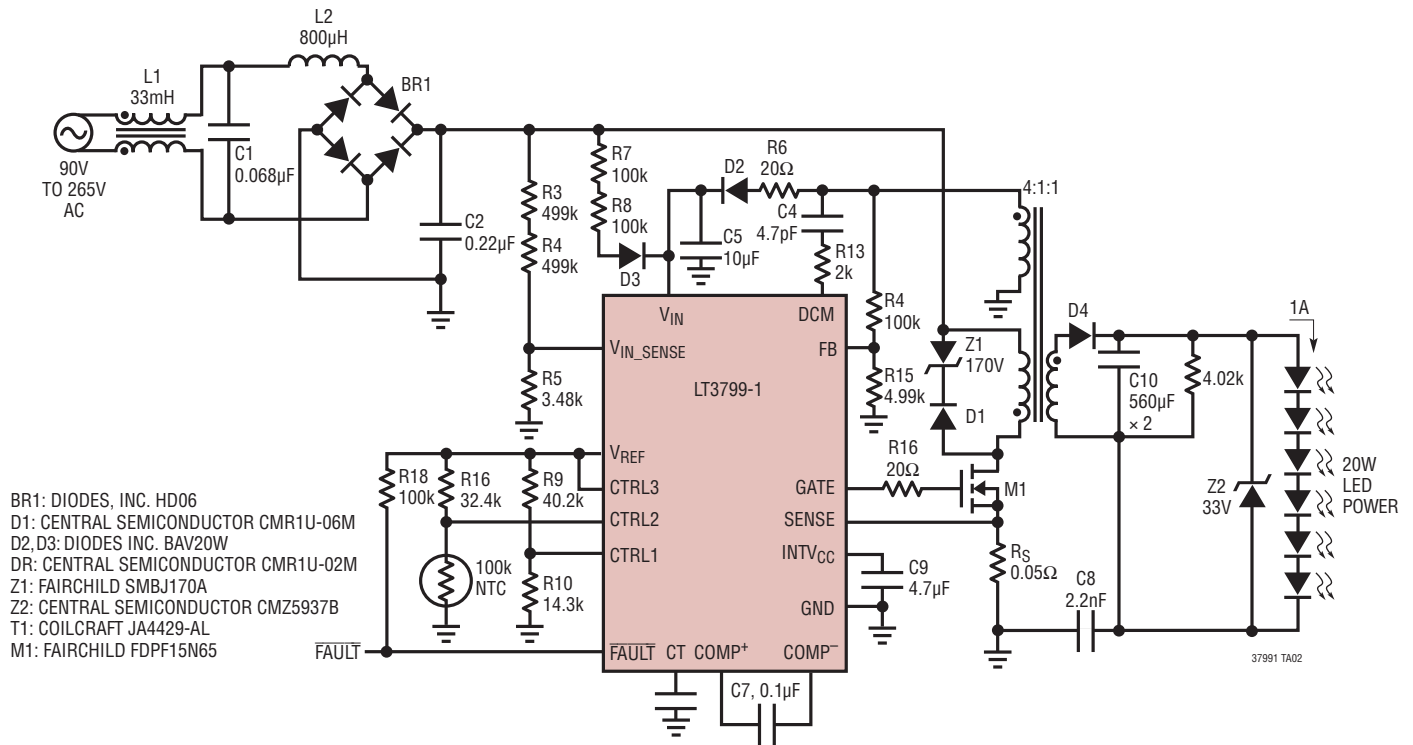 L2
800µH
L1
33mH
BR1
90V
TO 265V
AC
C1
0.068µF
C2
0.22µF
R3
499k
R4
499k
R5
3.48k
R7
100k
R8
100k
D3
D2
R6
20Ω
C5
10µF
C4
4.7pF
R13
2k
R4
100k
R15
4.99k
4:1:1
Z1
170V
D1
D4
C10
560µF
× 2
4.02k
1A
Z2
33V
20W
LED
POWER
VIN
DCM
VIN_SENSE
FB
LT3799-1
VREF
CTRL3
CTRL2
CTRL1
GATE
SENSE
INTVCC
GND
FAULT
CT
COMP+
COMP–
R18
100k
R16
32.4k
R9
40.2k
100k
NTC
R10
14.3k
FAULT
R16
20Ω
M1
RS
0.05Ω
C9
4.7µF
C8
2.2nF
C7, 0.1µF
BR1: DIODES, INC. HD06
D1: CENTRAL SEMICONDUCTOR CMR1U-06M
D2,D3: DIODES INC. BAV20W
DR: CENTRAL SEMICONDUCTOR CMR1U-02M
Z1: FAIRCHILD SMBJ170A
Z2: CENTRAL SEMICONDUCTOR CMZ5937B
T1: COILCRAFT JA4429-AL
M1: FAIRCHILD FDPF15N65
37991 TA02